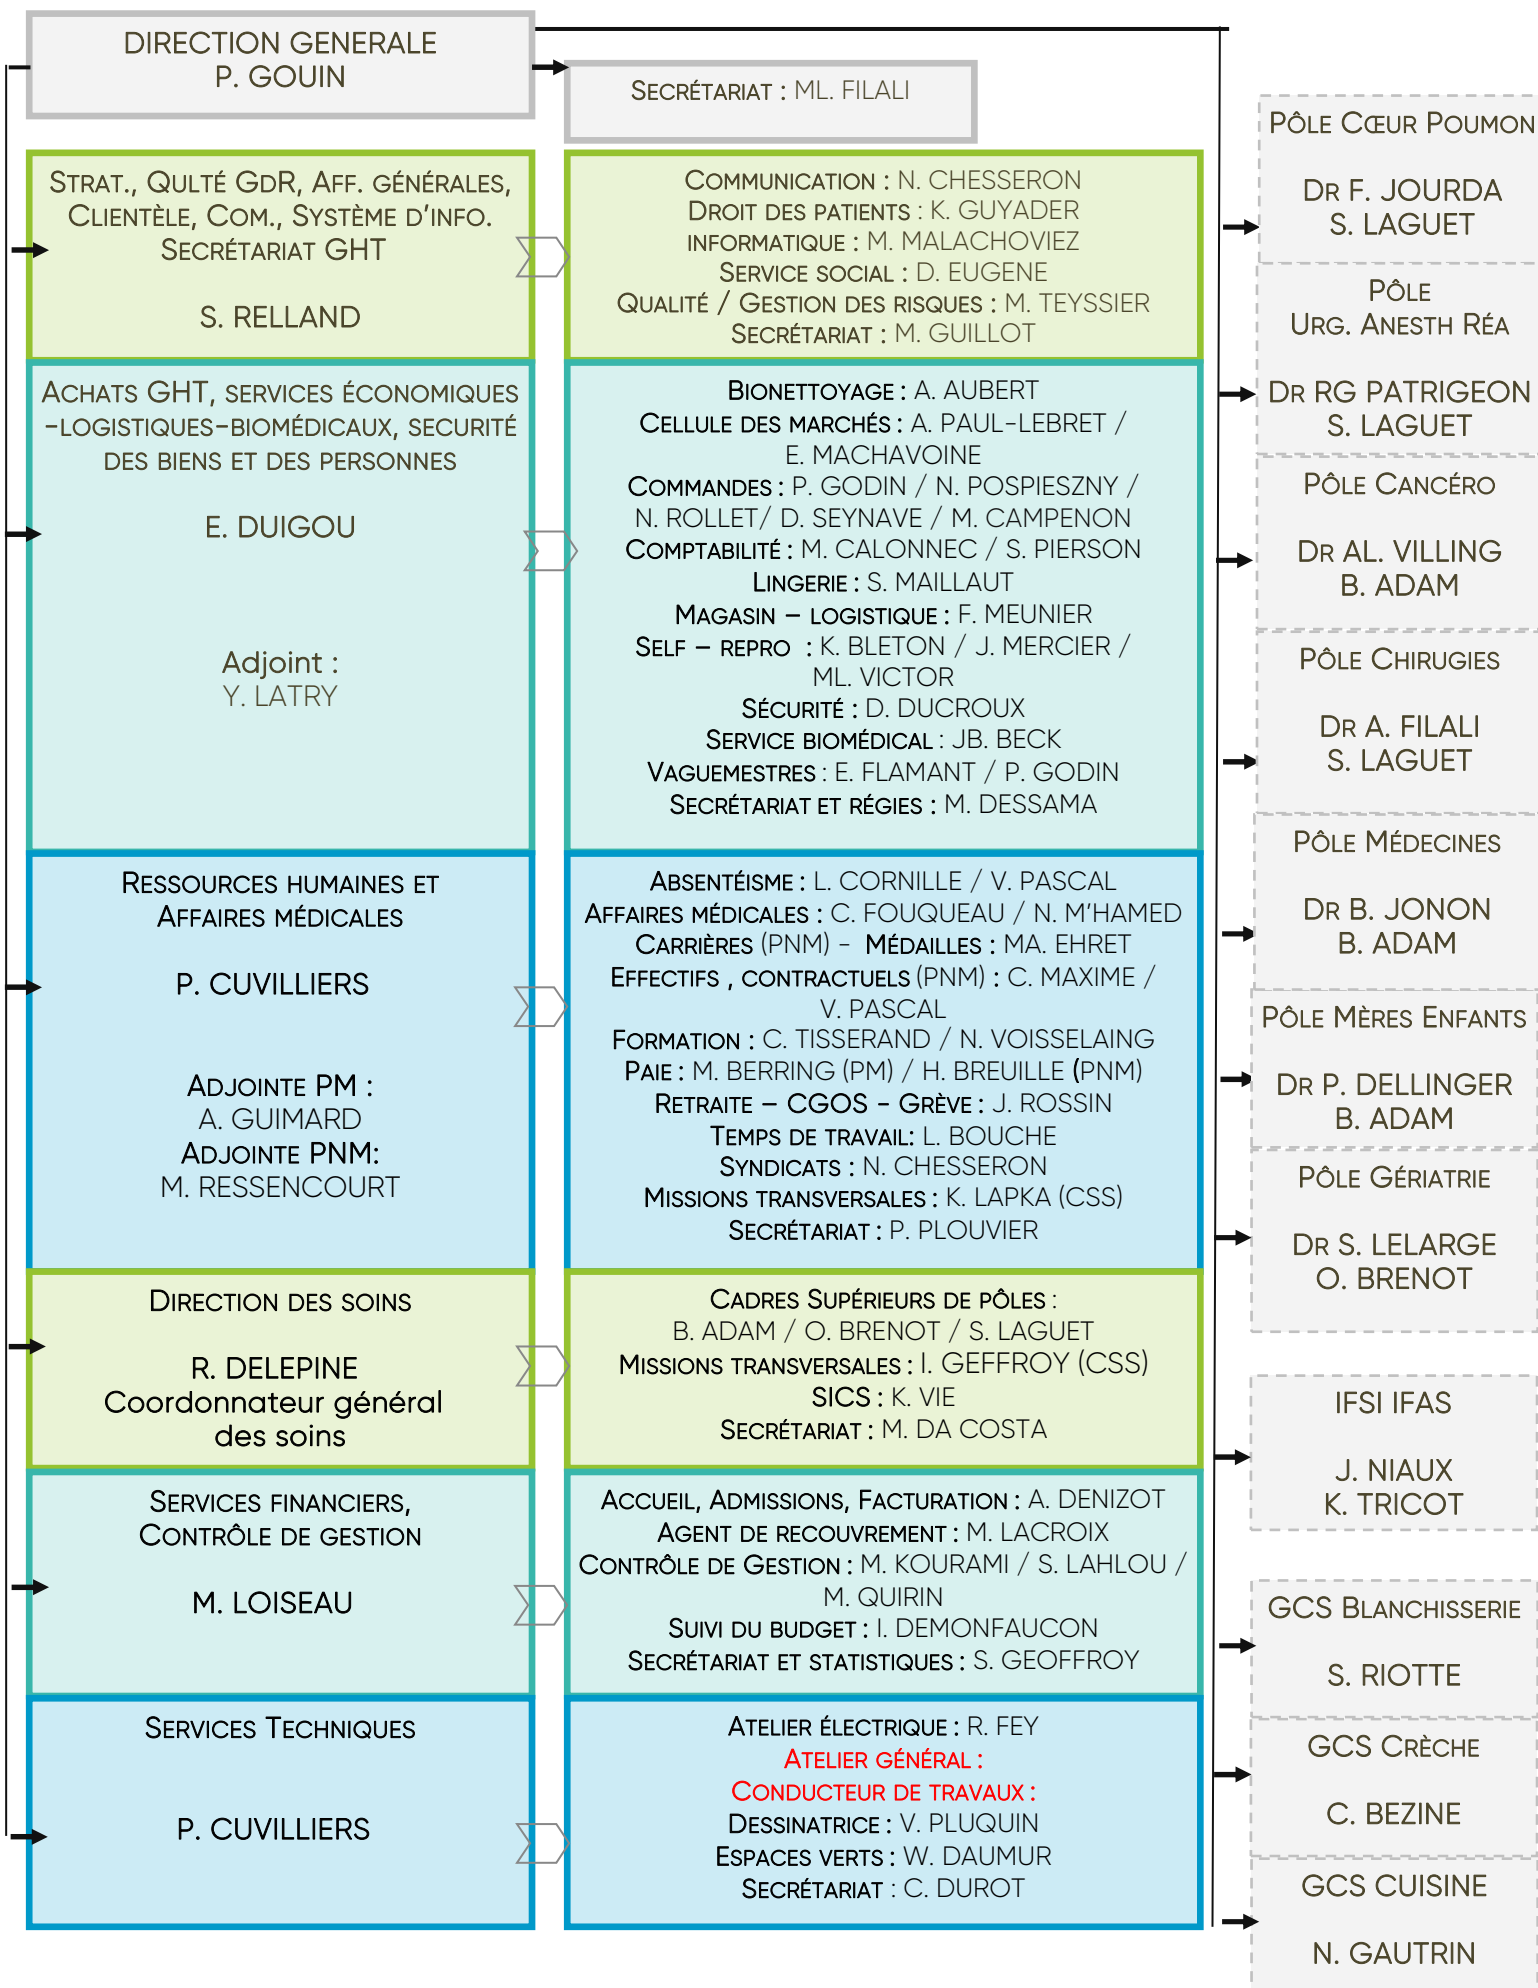 DIRECTION GENERALE
P. GOUIN
SECRÉTARIAT : ML. FILALI
STRAT., QULTÉ GDR, AFF. GÉNÉRALES,
CLIENTÈLE, COM., SYSTÈME D'INFO.
SECRÉTARIAT GHT
S. RELLAND
COMMUNICATION : N. CHESSERON
DROIT DES PATIENTS : K. GUYADER
INFORMATIQUE : M. MALACHOVIEZ
SERVICE SOCIAL : D. EUGENE
QUALITÉ / GESTION DES RISQUES : M. TEYSSIER
SECRÉTARIAT : M. GUILLOT
ACHATS GHT, SERVICES ÉCONOMIQUES
-LOGISTIQUES-BIOMÉDICAUX, SECURITÉ
DES BIENS ET DES PERSONNES
E. DUIGOU
Adjoint :
Y. LATRY
BIONETTOYAGE : A. AUBERT
CELLULE DES MARCHÉS : A. PAUL-LEBRET /
E. MACHAVOINE
COMMANDES : P. GODIN / N. POSPIESZNY /
N. ROLLET/ D. SEYNAVE / M. CAMPENON
COMPTABILITÉ : M. CALONNEC / S. PIERSON
LINGERIE : S. MAILLAUT
MAGASIN – LOGISTIQUE : F. MEUNIER
SELF – REPRO : K. BLETON / J. MERCIER /
ML. VICTOR
SÉCURITÉ : D. DUCROUX
SERVICE BIOMÉDICAL : JB. BECK
VAGUEMESTRES : E. FLAMANT / P. GODIN
SECRÉTARIAT ET RÉGIES : M. DESSAMA
RESSOURCES HUMAINES ET
AFFAIRES MÉDICALES
P. CUVILLIERS
ADJOINTE PM :
A. GUIMARD
ADJOINTE PNM:
M. RESSENCOURT
ABSENTÉISME : L. CORNILLE / V. PASCAL
AFFAIRES MÉDICALES : C. FOUQUEAU / N. M'HAMED
CARRIÈRES (PNM) - MÉDAILLES : MA. EHRET
EFFECTIFS , CONTRACTUELS (PNM) : C. MAXIME /
V. PASCAL
FORMATION : C. TISSERAND / N. VOISSELAING
PAIE : M. BERRING (PM) / H. BREUILLE (PNM)
RETRAITE – CGOS - GRÈVE : J. ROSSIN
TEMPS DE TRAVAIL: L. BOUCHE
SYNDICATS : N. CHESSERON
MISSIONS TRANSVERSALES : K. LAPKA (CSS)
SECRÉTARIAT : P. PLOUVIER
DIRECTION DES SOINS
R. DELEPINE
Coordonnateur général
des soins
CADRES SUPÉRIEURS DE PÔLES :
B. ADAM / O. BRENOT / S. LAGUET
MISSIONS TRANSVERSALES : I. GEFFROY (CSS)
SICS : K. VIE
SECRÉTARIAT : M. DA COSTA
SERVICES FINANCIERS,
CONTRÔLE DE GESTION
M. LOISEAU
ACCUEIL, ADMISSIONS, FACTURATION : A. DENIZOT
AGENT DE RECOUVREMENT : M. LACROIX
CONTRÔLE DE GESTION : M. KOURAMI / S. LAHLOU /
M. QUIRIN
SUIVI DU BUDGET : I. DEMONFAUCON
SECRÉTARIAT ET STATISTIQUES : S. GEOFFROY
SERVICES TECHNIQUES
P. CUVILLIERS
ATELIER ÉLECTRIQUE : R. FEY
ATELIER GÉNÉRAL :
CONDUCTEUR DE TRAVAUX :
DESSINATRICE : V. PLUQUIN
ESPACES VERTS : W. DAUMUR
SECRÉTARIAT : C. DUROT
PÔLE CŒUR POUMON
DR F. JOURDA
S. LAGUET
PÔLE
URG. ANESTH RÉA
DR RG PATRIGEON
S. LAGUET
PÔLE CANCÉRO
DR AL. VILLING
B. ADAM
PÔLE CHIRUGIES
DR A. FILALI
S. LAGUET
PÔLE MÉDECINES
DR B. JONON
B. ADAM
PÔLE MÈRES ENFANTS
DR P. DELLINGER
B. ADAM
PÔLE GÉRIATRIE
DR S. LELARGE
O. BRENOT
IFSI IFAS
J. NIAUX
K. TRICOT
GCS BLANCHISSERIE
S. RIOTTE
GCS CRÈCHE
C. BEZINE
GCS CUISINE
N. GAUTRIN